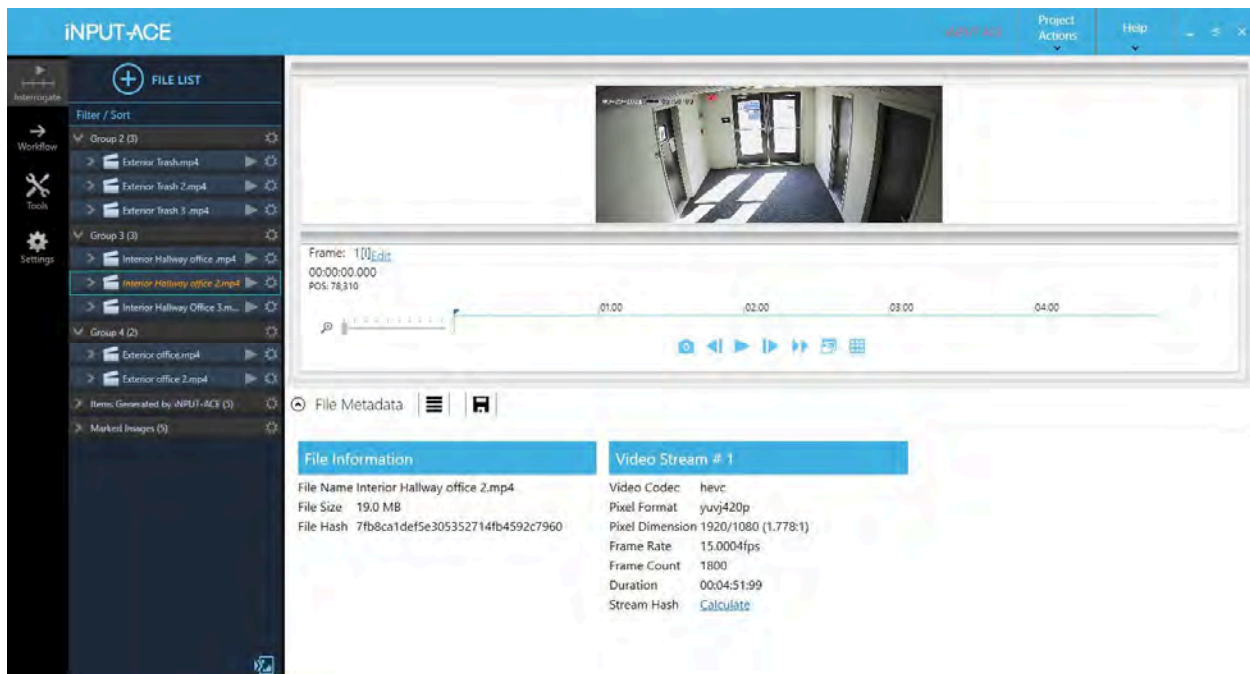 iNPUT-ACE
Project Actions
Help
Interrogate
Workflow
Tools
Settings
FILE LIST
Filter / Sort
Group 2 (3)
Exterior Trash.mp4
Exterior Trash 2.mp4
Exterior Trash 3 .mp4
Group 3 (3)
Interior Hallway office .mp4
Interior Hallway office 2.mp4
Interior Hallway Office 3.m...
Group 4 (2)
Exterior office.mp4
Exterior office 2.mp4
Items Generated by iNPUT-ACE (5)
Marked Images (5)
Frame: 1[I] Edit
00:00:00.000
POS: 78,310
01:00 02:00 03:00 04:00
File Metadata
File Information
File Name Interior Hallway office 2.mp4
File Size 19.0 MB
File Hash 7fb8ca1def5e305352714fb4592c7960
Video Stream # 1
Video Codec hevc
Pixel Format yuvj420p
Pixel Dimension 1920/1080 (1.778:1)
Frame Rate 15.0004fps
Frame Count 1800
Duration 00:04:51:99
Stream Hash Calculate